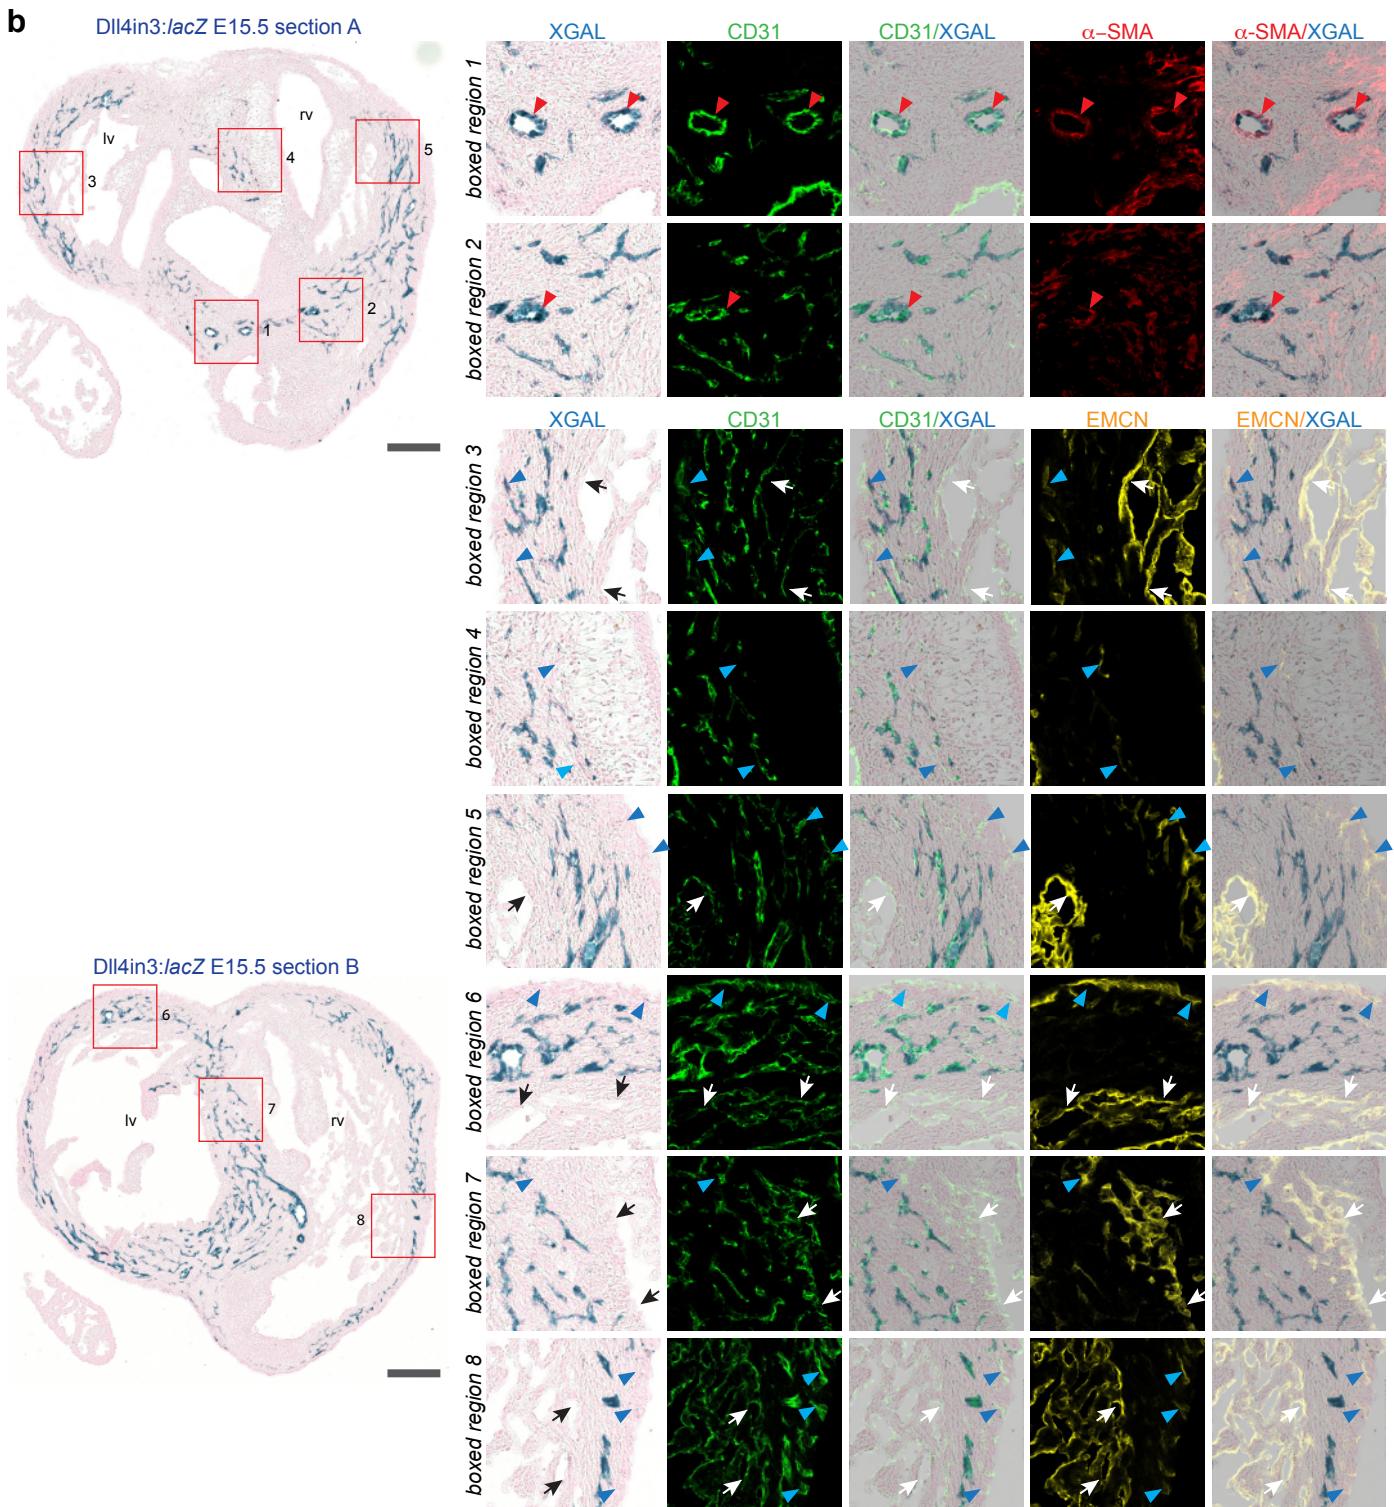 b
Dll4in3:lacZ E15.5 section A
lv
rv
3
4
5
1
2
XGAL
CD31
CD31/XGAL
α–SMA
α-SMA/XGAL
boxed region 1
boxed region 2
XGAL
CD31
CD31/XGAL
EMCN
EMCN/XGAL
boxed region 3
boxed region 4
boxed region 5
Dll4in3:lacZ E15.5 section B
6
7
lv
rv
8
boxed region 6
boxed region 7
boxed region 8